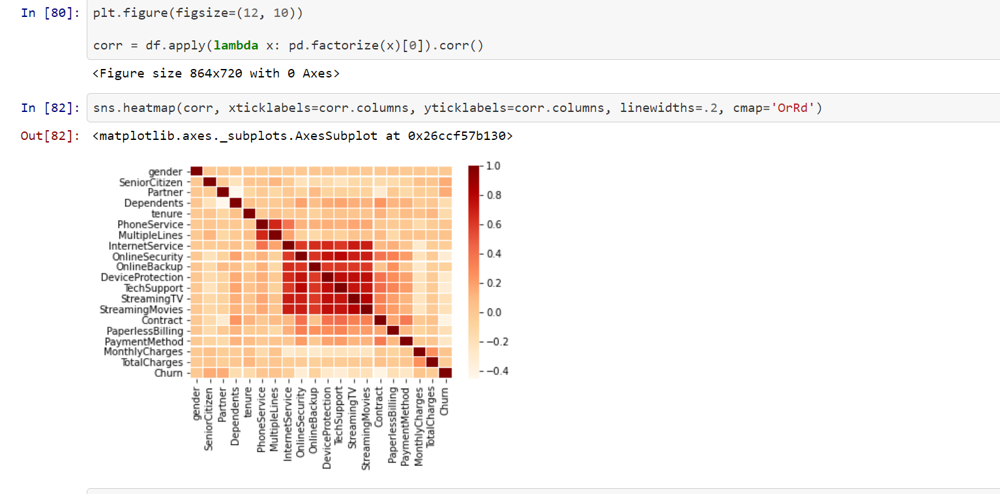 In [80]: plt.figure(figsize=(12, 10))
corr = df.apply(lambda x: pd.factorize(x)[0]).corr()
<Figure size 864x720 with 0 Axes>
In [82]: sns.heatmap(corr, xticklabels=corr.columns, yticklabels=corr.columns, linewidths=.2, cmap='OrRd')
Out[82]: <matplotlib.axes._subplots.AxesSubplot at 0x26ccf57b130>
gender
SeniorCitizen
Partner
Dependents
tenure
PhoneService
MultipleLines
InternetService
OnlineSecurity
OnlineBackup
DeviceProtection
TechSupport
StreamingTV
StreamingMovies
Contract
PaperlessBilling
PaymentMethod
MonthlyCharges
TotalCharges
Churn
1.0
0.8
0.6
0.4
0.2
0.0
−0.2
−0.4
gender
SeniorCitizen
Partner
Dependents
tenure
PhoneService
MultipleLines
InternetService
OnlineSecurity
OnlineBackup
DeviceProtection
TechSupport
StreamingTV
StreamingMovies
Contract
PaperlessBilling
PaymentMethod
MonthlyCharges
TotalCharges
Churn